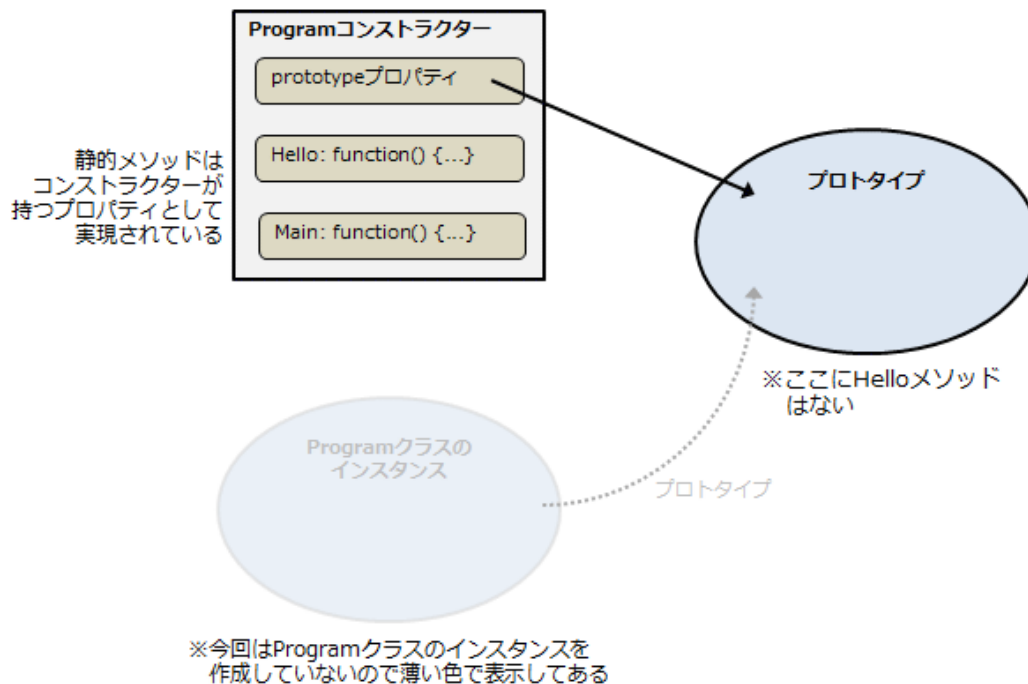 Programコンストラクター
prototypeプロパティ
Hello: function() {...}
Main: function() {...}
静的メソッドは
コンストラクターが
持つプロパティとして
実現されている
プロトタイプ
※ここにHelloメソッド
はない
Programクラスの
インスタンス
プロトタイプ
※今回はProgramクラスのインスタンスを
作成していないので薄い色で表示してある